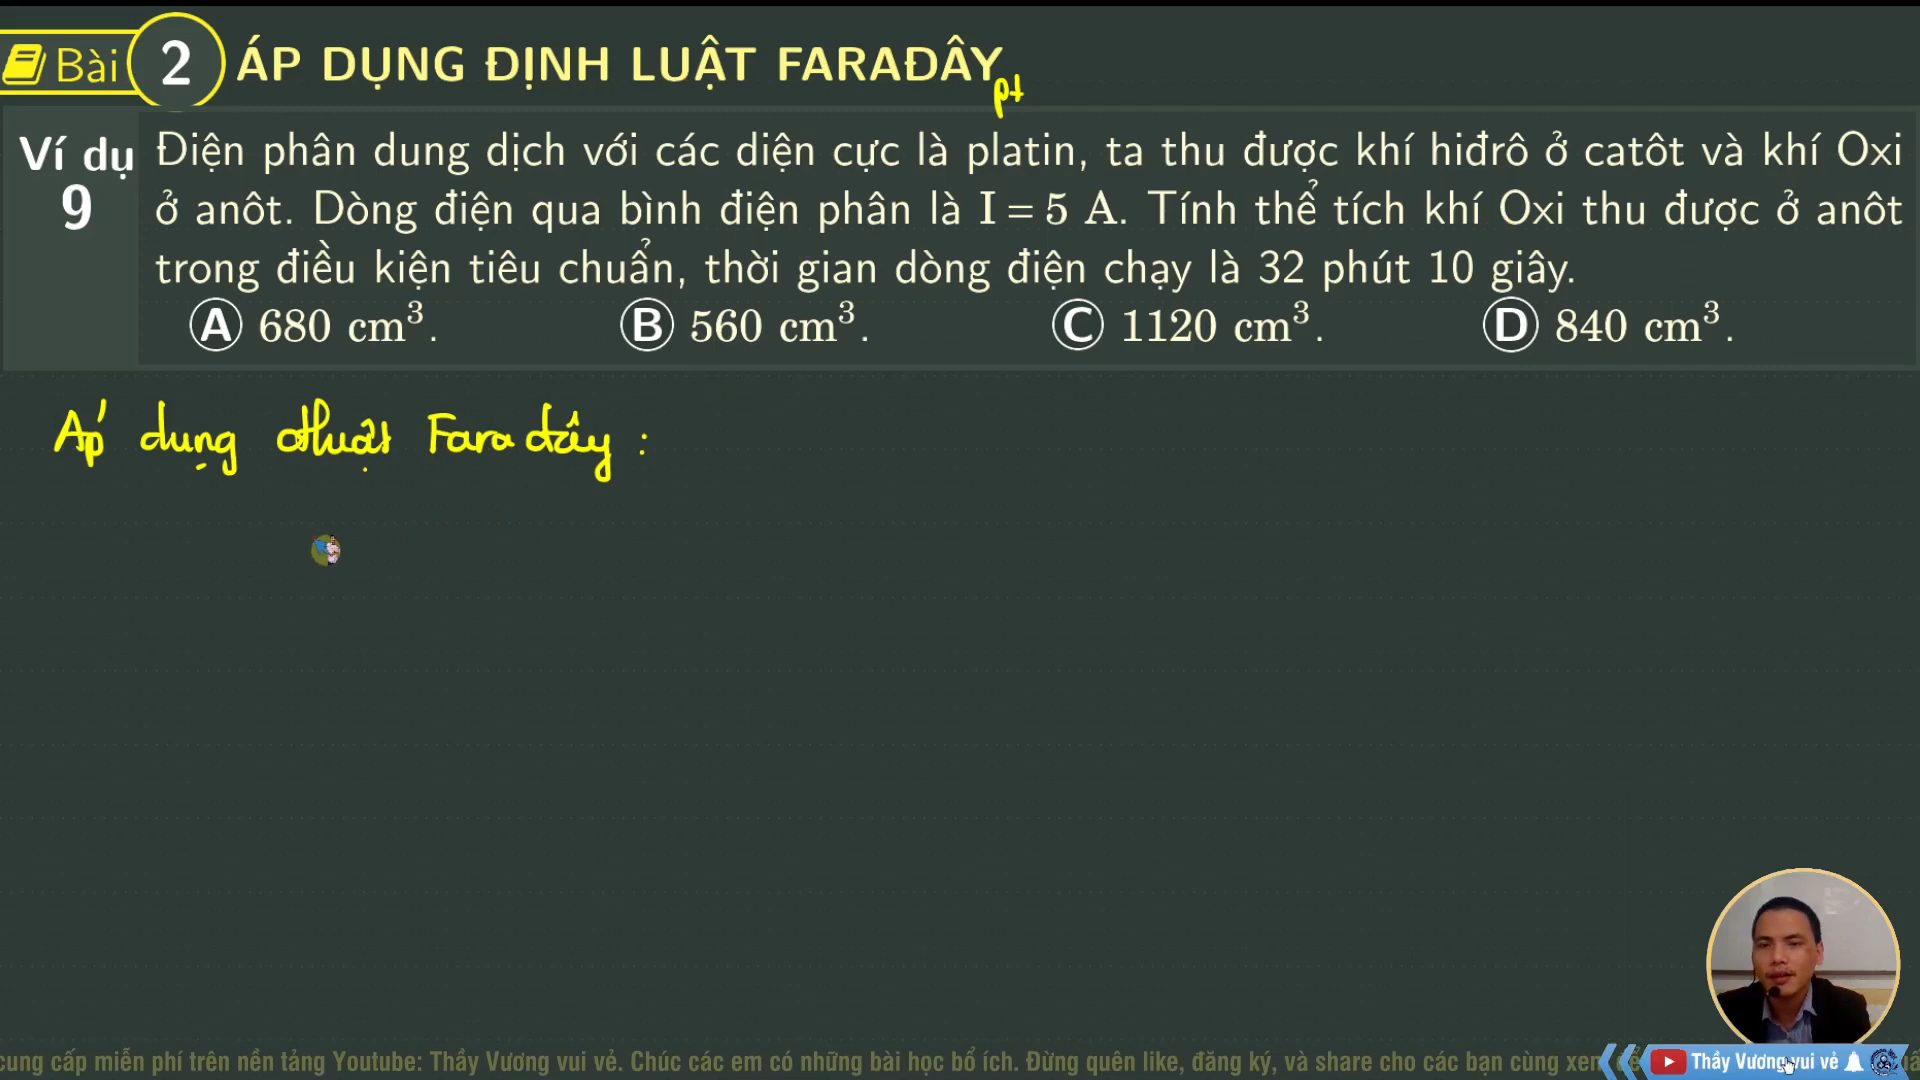 Bài 2 ÁP DỤNG ĐỊNH LUẬT FARAĐÂY
pt
Ví dụ 9
Điện phân dung dịch với các diện cực là platin, ta thu được khí hiđrô ở catôt và khí Oxi
ở anôt. Dòng điện qua bình điện phân là I = 5 A. Tính thể tích khí Oxi thu được ở anôt
trong điều kiện tiêu chuẩn, thời gian dòng điện chạy là 32 phút 10 giây.
A 680 cm³. B 560 cm³. C 1120 cm³. D 840 cm³.
Áp dụng đluật Farađây :
cung cấp miễn phí trên nền tảng Youtube: Thầy Vương vui vẻ. Chúc các em có những bài học bổ ích. Đừng quên like, đăng ký, và share cho các bạn cùng xem
Thầy Vương vui vẻ